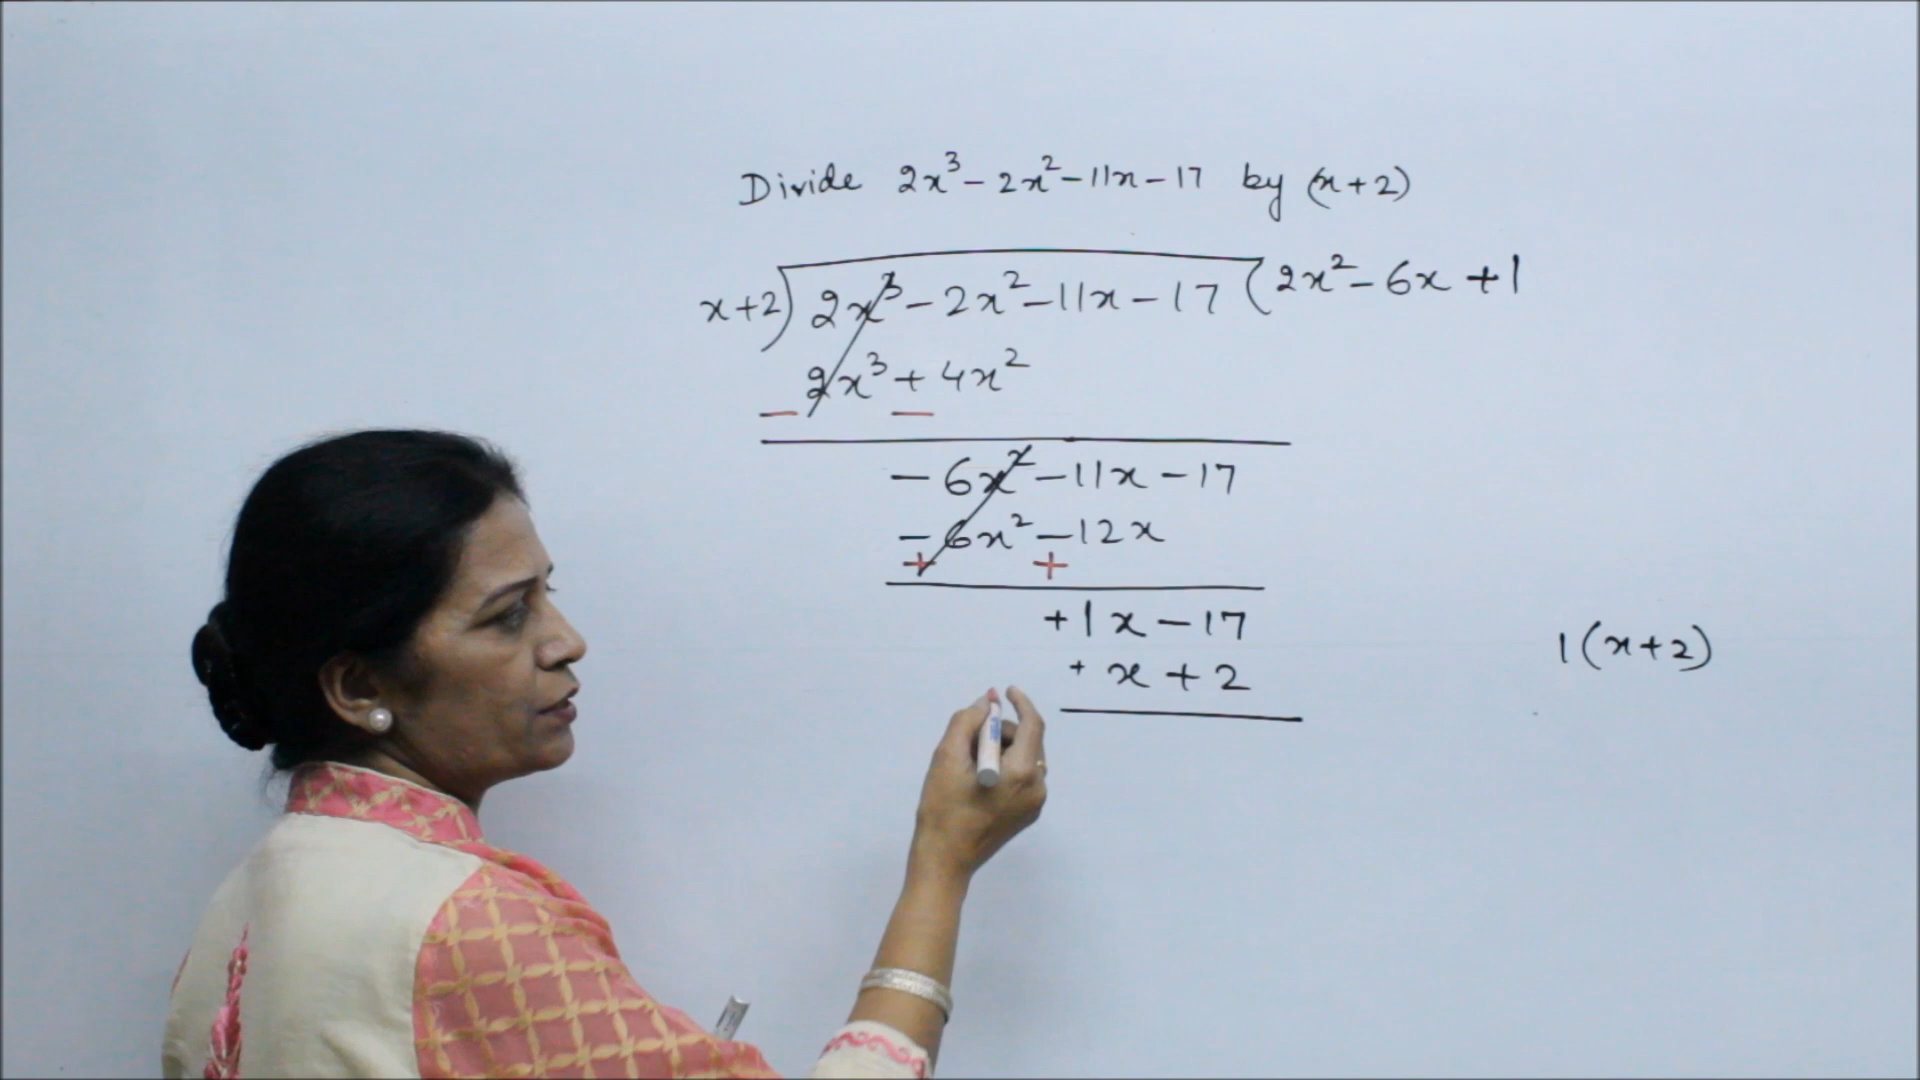 Divide 2x³ - 2x² - 11x - 17 by (x+2)
x+2) 2x³ - 2x² - 11x - 17 (2x² - 6x + 1
2x³ + 4x²
- -
- 6x² - 11x - 17
- 6x² - 12x
+ +
+1x - 17
+ x + 2
1(x+2)